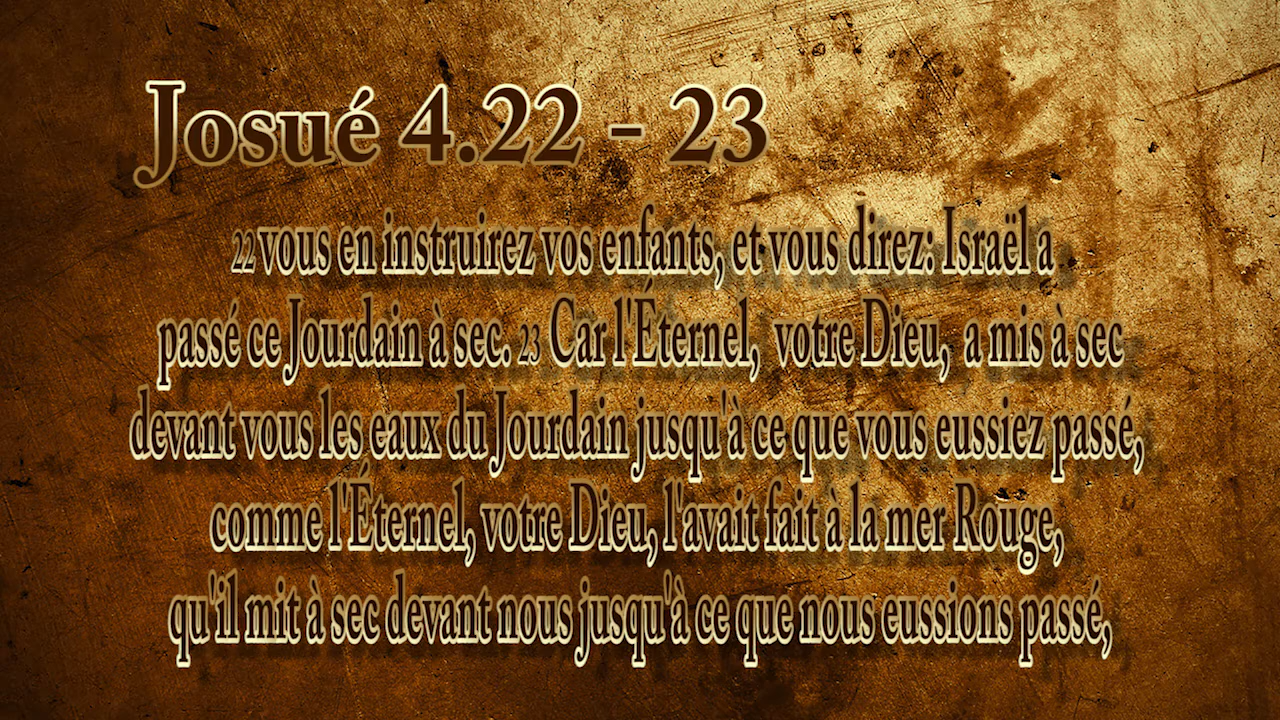 Josué 4.22 - 23
22 vous en instruirez vos enfants, et vous direz: Israël a
passé ce Jourdain à sec. 23 Car l'Éternel, votre Dieu, a mis à sec
devant vous les eaux du Jourdain jusqu'à ce que vous eussiez passé,
comme l'Éternel, votre Dieu, l'avait fait à la mer Rouge,
qu'il mit à sec devant nous jusqu'à ce que nous eussions passé,